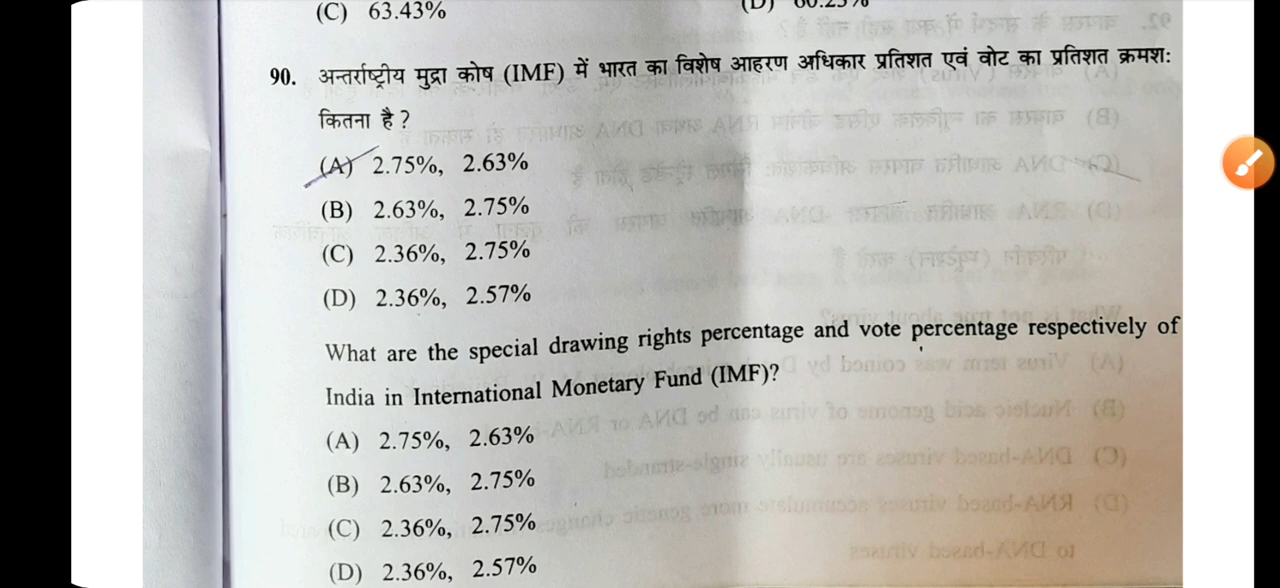 (C) 63.43%
(D) 60.23%
90. अन्तर्राष्ट्रीय मुद्रा कोष (IMF) में भारत का विशेष आहरण अधिकार प्रतिशत एवं वोट का प्रतिशत क्रमश:
कितना है ?
(A) 2.75%, 2.63%
(B) 2.63%, 2.75%
(C) 2.36%, 2.75%
(D) 2.36%, 2.57%
What are the special drawing rights percentage and vote percentage respectively of
India in International Monetary Fund (IMF)?
(A) 2.75%, 2.63%
(B) 2.63%, 2.75%
(C) 2.36%, 2.75%
(D) 2.36%, 2.57%